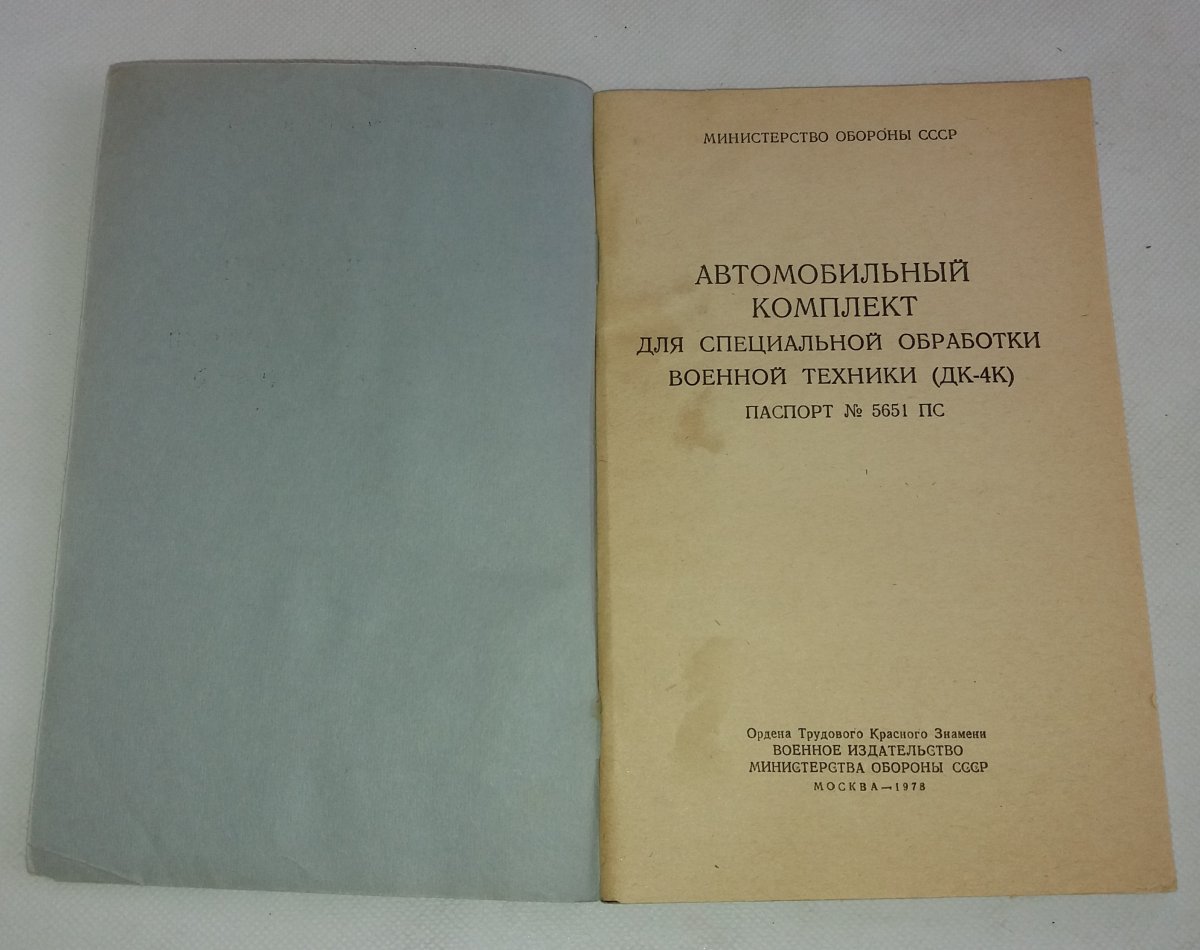 МИНИСТЕРСТВО ОБОРОНЫ СССР
АВТОМОБИЛЬНЫЙ
КОМПЛЕКТ
ДЛЯ СПЕЦИАЛЬНОЙ ОБРАБОТКИ
ВОЕННОЙ ТЕХНИКИ (ДК-4К)
ПАСПОРТ № 5651 ПС
Ордена Трудового Красного Знамени
ВОЕННОЕ ИЗДАТЕЛЬСТВО
МИНИСТЕРСТВА ОБОРОНЫ СССР
МОСКВА—1978